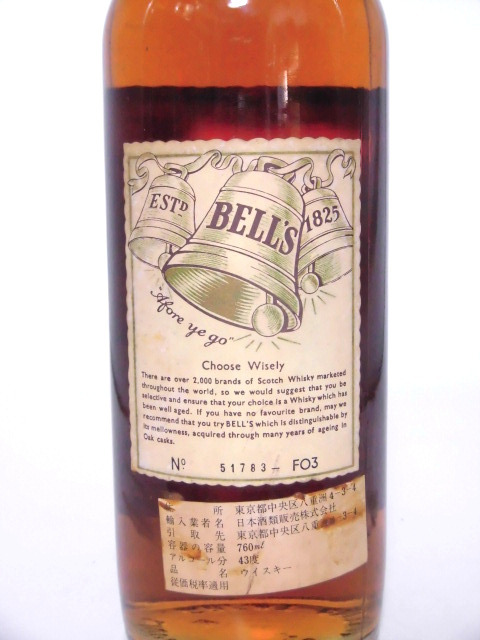 ESTD
BELL'S
1825
"Afore ye go"
Choose Wisely
There are over 2,000 brands of Scotch Whisky marketed
throughout the world, so we would suggest that you be
selective and ensure that your choice is a Whisky which has
been well aged. If you have no favourite brand, may we
recommend that you try BELL'S which is distinguishable by
its mellowness, acquired through many years of ageing in
Oak casks.
No. 51783 - FO3
所 東京都中央区八重洲4-3-4
輸入業者名 日本酒類販売株式会社
引取先 東京都中央区八重洲4-3-4
容器の容量 760ml
アルコール分 43度
品名 ウイスキー
従価税率適用